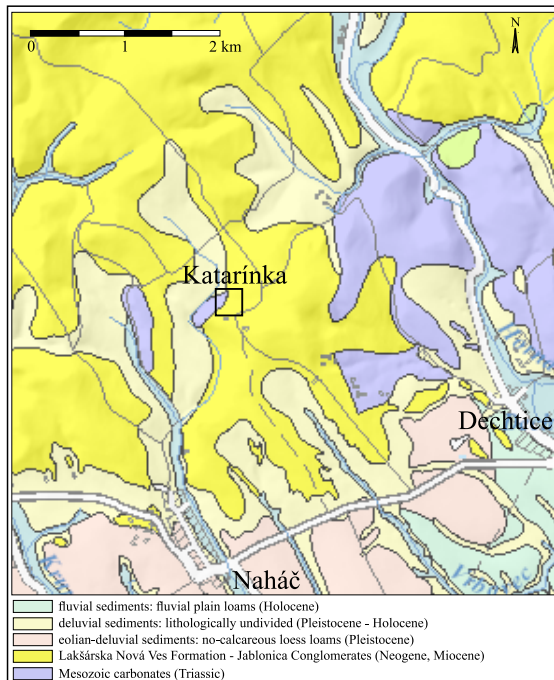 N
0 1 2 km
Katarínka
Dechtice
Naháč
fluvial sediments: fluvial plain loams (Holocene)
deluvial sediments: lithologically undivided (Pleistocene - Holocene)
eolian-deluvial sediments: no-calcareous loess loams (Pleistocene)
Lakšárska Nová Ves Formation - Jablonica Conglomerates (Neogene, Miocene)
Mesozoic carbonates (Triassic)